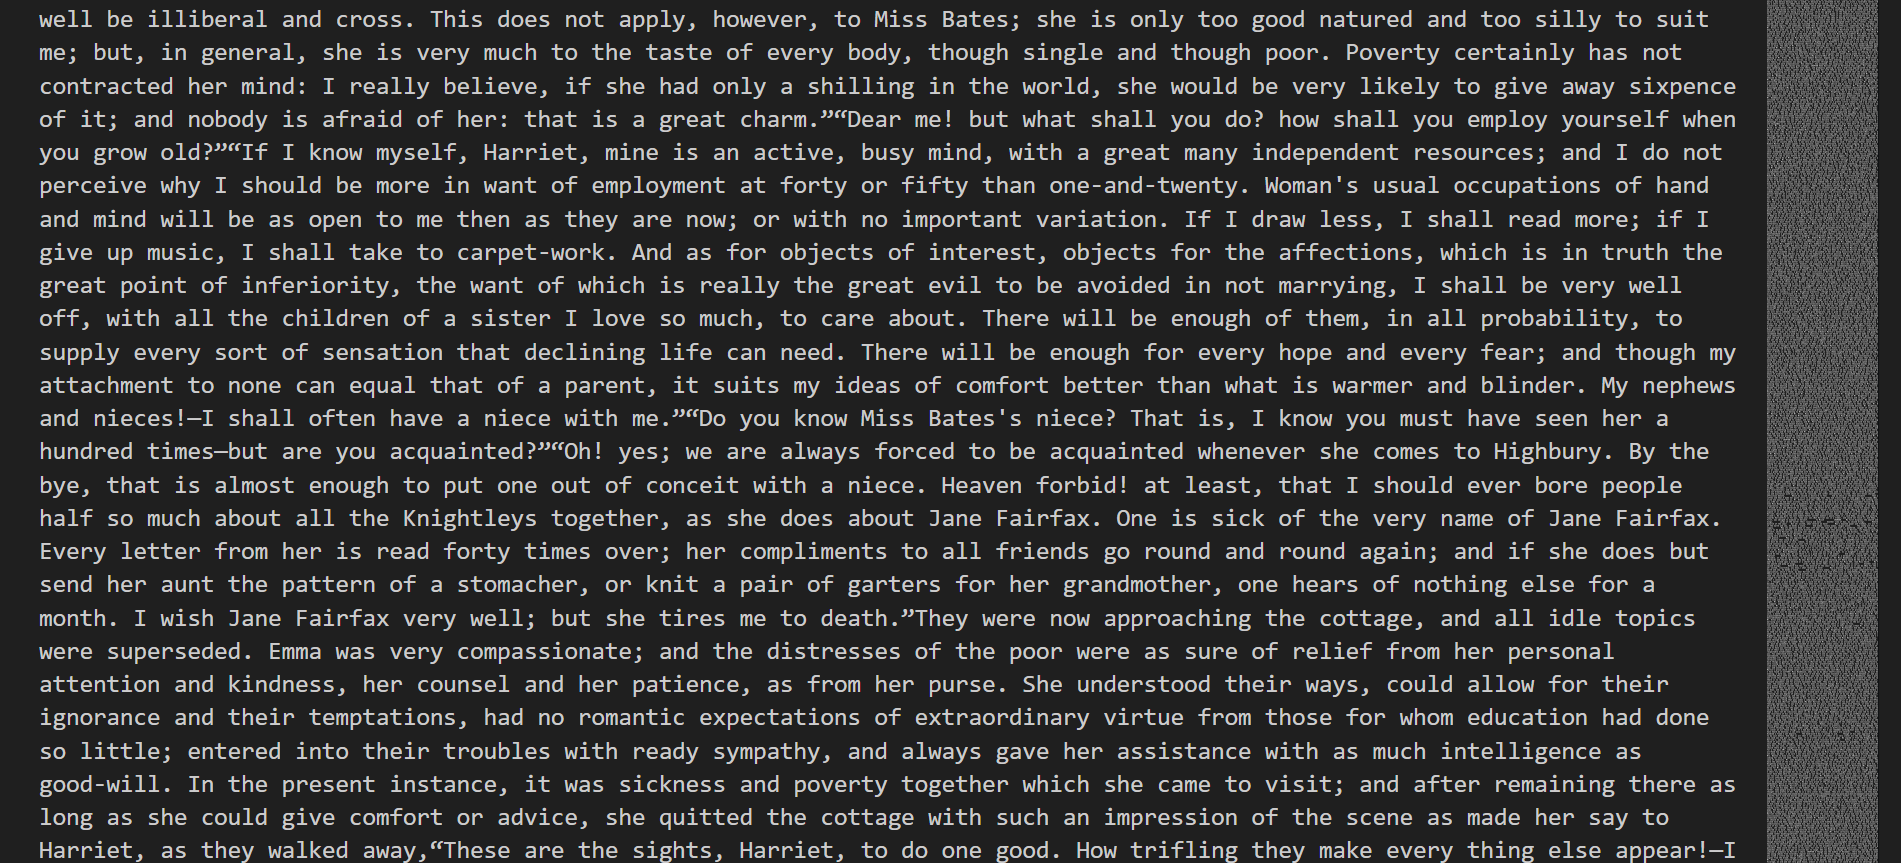 well be illiberal and cross. This does not apply, however, to Miss Bates; she is only too good natured and too silly to suit
me; but, in general, she is very much to the taste of every body, though single and though poor. Poverty certainly has not
contracted her mind: I really believe, if she had only a shilling in the world, she would be very likely to give away sixpence
of it; and nobody is afraid of her: that is a great charm.”“Dear me! but what shall you do? how shall you employ yourself when
you grow old?”“If I know myself, Harriet, mine is an active, busy mind, with a great many independent resources; and I do not
perceive why I should be more in want of employment at forty or fifty than one-and-twenty. Woman's usual occupations of hand
and mind will be as open to me then as they are now; or with no important variation. If I draw less, I shall read more; if I
give up music, I shall take to carpet-work. And as for objects of interest, objects for the affections, which is in truth the
great point of inferiority, the want of which is really the great evil to be avoided in not marrying, I shall be very well
off, with all the children of a sister I love so much, to care about. There will be enough of them, in all probability, to
supply every sort of sensation that declining life can need. There will be enough for every hope and every fear; and though my
attachment to none can equal that of a parent, it suits my ideas of comfort better than what is warmer and blinder. My nephews
and nieces!—I shall often have a niece with me.”“Do you know Miss Bates's niece? That is, I know you must have seen her a
hundred times—but are you acquainted?”“Oh! yes; we are always forced to be acquainted whenever she comes to Highbury. By the
bye, that is almost enough to put one out of conceit with a niece. Heaven forbid! at least, that I should ever bore people
half so much about all the Knightleys together, as she does about Jane Fairfax. One is sick of the very name of Jane Fairfax.
Every letter from her is read forty times over; her compliments to all friends go round and round again; and if she does but
send her aunt the pattern of a stomacher, or knit a pair of garters for her grandmother, one hears of nothing else for a
month. I wish Jane Fairfax very well; but she tires me to death.”They were now approaching the cottage, and all idle topics
were superseded. Emma was very compassionate; and the distresses of the poor were as sure of relief from her personal
attention and kindness, her counsel and her patience, as from her purse. She understood their ways, could allow for their
ignorance and their temptations, had no romantic expectations of extraordinary virtue from those for whom education had done
so little; entered into their troubles with ready sympathy, and always gave her assistance with as much intelligence as
good-will. In the present instance, it was sickness and poverty together which she came to visit; and after remaining there as
long as she could give comfort or advice, she quitted the cottage with such an impression of the scene as made her say to
Harriet, as they walked away,“These are the sights, Harriet, to do one good. How trifling they make every thing else appear!—I